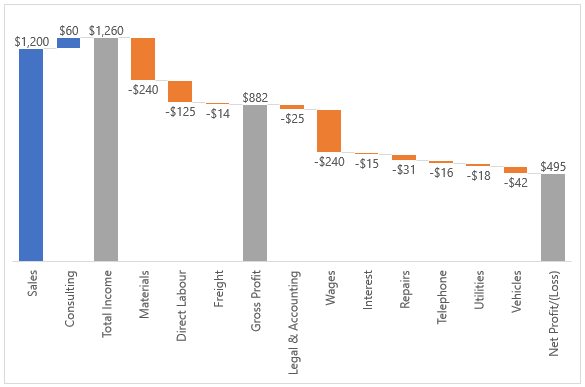 $1,200
$60
$1,260
-$240
-$125
-$14
$882
-$25
-$240
-$15
-$31
-$16
-$18
-$42
$495
Sales
Consulting
Total Income
Materials
Direct Labour
Freight
Gross Profit
Legal & Accounting
Wages
Interest
Repairs
Telephone
Utilities
Vehicles
Net Profit/(Loss)